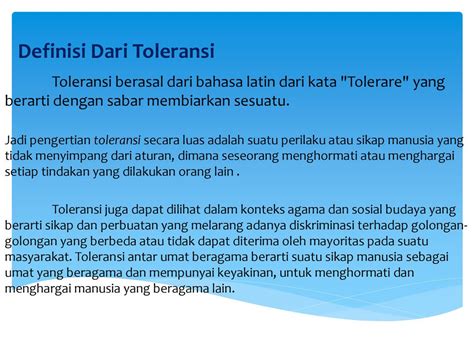 Definisi Dari Toleransi
Toleransi berasal dari bahasa latin dari kata "Tolerare" yang
berarti dengan sabar membiarkan sesuatu.
Jadi pengertian toleransi secara luas adalah suatu perilaku atau sikap manusia yang
tidak menyimpang dari aturan, dimana seseorang menghormati atau menghargai
setiap tindakan yang dilakukan orang lain .
Toleransi juga dapat dilihat dalam konteks agama dan sosial budaya yang
berarti sikap dan perbuatan yang melarang adanya diskriminasi terhadap golongan-
golongan yang berbeda atau tidak dapat diterima oleh mayoritas pada suatu
masyarakat. Toleransi antar umat beragama berarti suatu sikap manusia sebagai
umat yang beragama dan mempunyai keyakinan, untuk menghormati dan
menghargai manusia yang beragama lain.